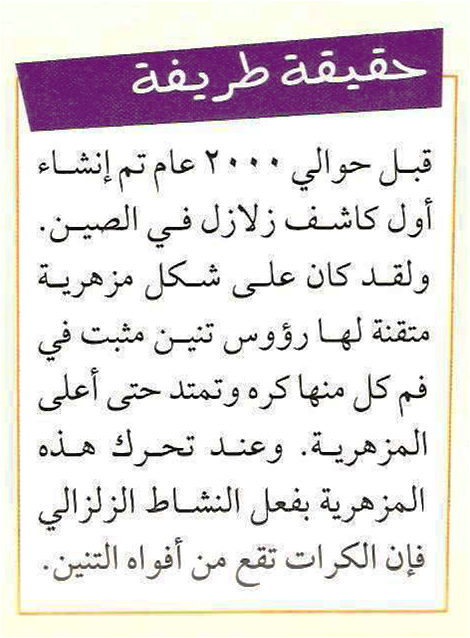 حقيقة طريفة
قبل حوالي ٢٠٠٠ عام تم إنشاء
أول كاشف زلازل في الصين.
ولقد كان على شكل مزهرية
متقنة لها رؤوس تنين مثبت في
فم كل منها كره وتمتد حتى أعلى
المزهرية. وعند تحرك هذه
المزهرية بفعل النشاط الزلزالي
فإن الكرات تقع من أفواه التنين.